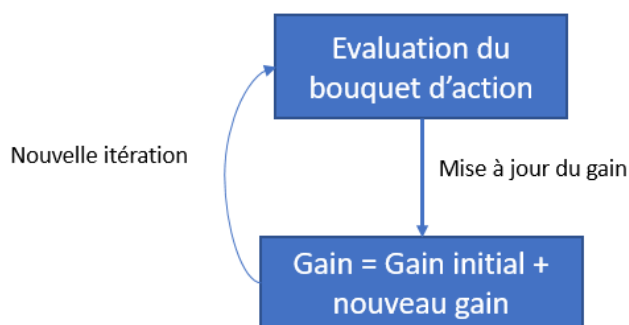 Evaluation du
bouquet d'action
Nouvelle itération
Mise à jour du gain
Gain = Gain initial +
nouveau gain